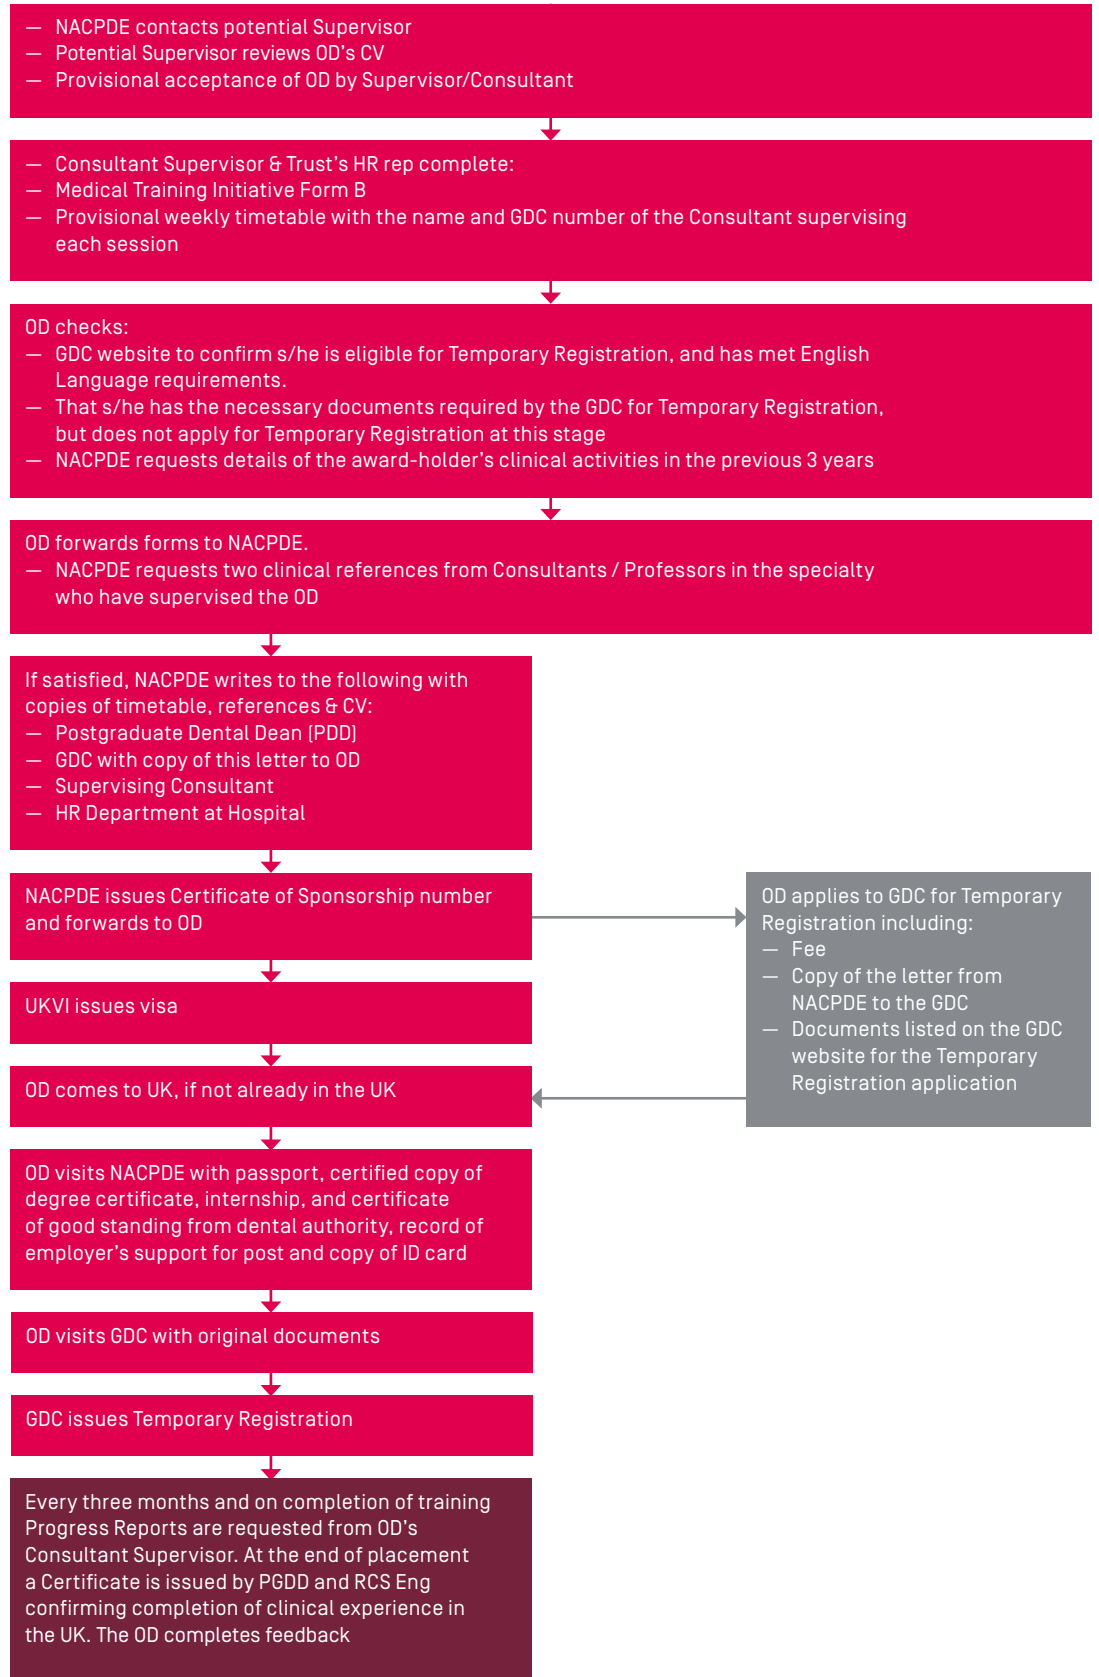 — NACPDE contacts potential Supervisor
— Potential Supervisor reviews OD's CV
— Provisional acceptance of OD by Supervisor/Consultant
— Consultant Supervisor & Trust's HR rep complete:
— Medical Training Initiative Form B
— Provisional weekly timetable with the name and GDC number of the Consultant supervising
each session
OD checks:
— GDC website to confirm s/he is eligible for Temporary Registration, and has met English
Language requirements.
— That s/he has the necessary documents required by the GDC for Temporary Registration,
but does not apply for Temporary Registration at this stage
— NACPDE requests details of the award-holder's clinical activities in the previous 3 years
OD forwards forms to NACPDE.
— NACPDE requests two clinical references from Consultants / Professors in the specialty
who have supervised the OD
If satisfied, NACPDE writes to the following with
copies of timetable, references & CV:
— Postgraduate Dental Dean (PDD)
— GDC with copy of this letter to OD
— Supervising Consultant
— HR Department at Hospital
NACPDE issues Certificate of Sponsorship number
and forwards to OD
OD applies to GDC for Temporary
Registration including:
— Fee
— Copy of the letter from
NACPDE to the GDC
— Documents listed on the GDC
website for the Temporary
Registration application
UKVI issues visa
OD comes to UK, if not already in the UK
OD visits NACPDE with passport, certified copy of
degree certificate, internship, and certificate
of good standing from dental authority, record of
employer's support for post and copy of ID card
OD visits GDC with original documents
GDC issues Temporary Registration
Every three months and on completion of training
Progress Reports are requested from OD's
Consultant Supervisor. At the end of placement
a Certificate is issued by PGDD and RCS Eng
confirming completion of clinical experience in
the UK. The OD completes feedback